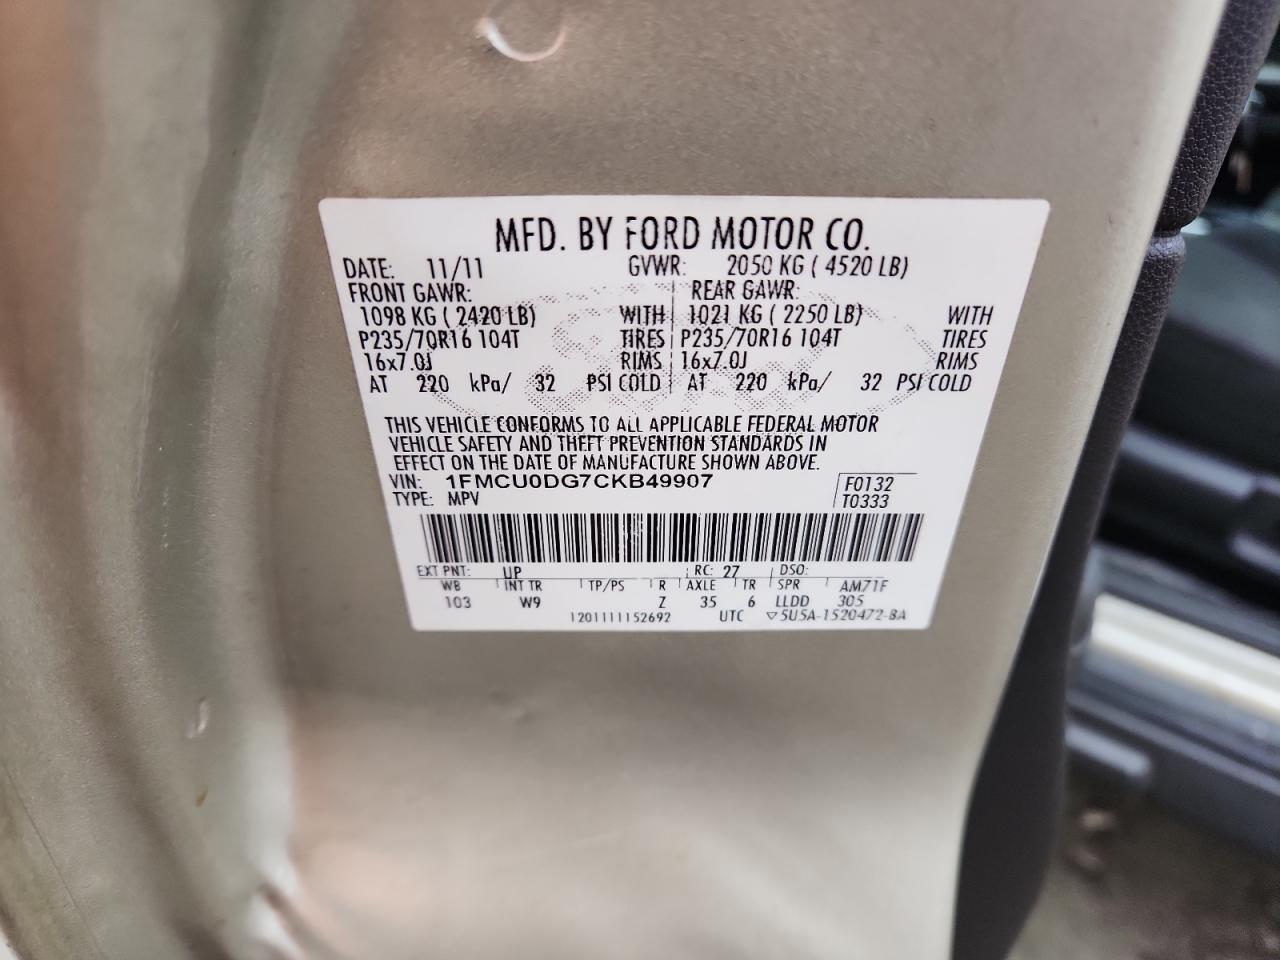 MFD. BY FORD MOTOR CO.
DATE: 11/11 GVWR: 2050 KG ( 4520 LB)
FRONT GAWR: REAR GAWR:
1098 KG ( 2420 LB) WITH 1021 KG ( 2250 LB) WITH
P235/70R16 104T TIRES P235/70R16 104T TIRES
16x7.0J RIMS 16x7.0J RIMS
AT 220 kPa/ 32 PSI COLD AT 220 kPa/ 32 PSI COLD
THIS VEHICLE CONFORMS TO ALL APPLICABLE FEDERAL MOTOR
VEHICLE SAFETY AND THEFT PREVENTION STANDARDS IN
EFFECT ON THE DATE OF MANUFACTURE SHOWN ABOVE.
VIN: 1FMCU0DG7CKB49907 F0132
TYPE: MPV T0333
EXT PNT: UP RC: 27 DSO:
WB INT TR TP/PS R AXLE TR SPR AM71F
103 W9 Z 35 6 LLDD 305
1201111152692 UTC ▽5U5A-1520472-BA